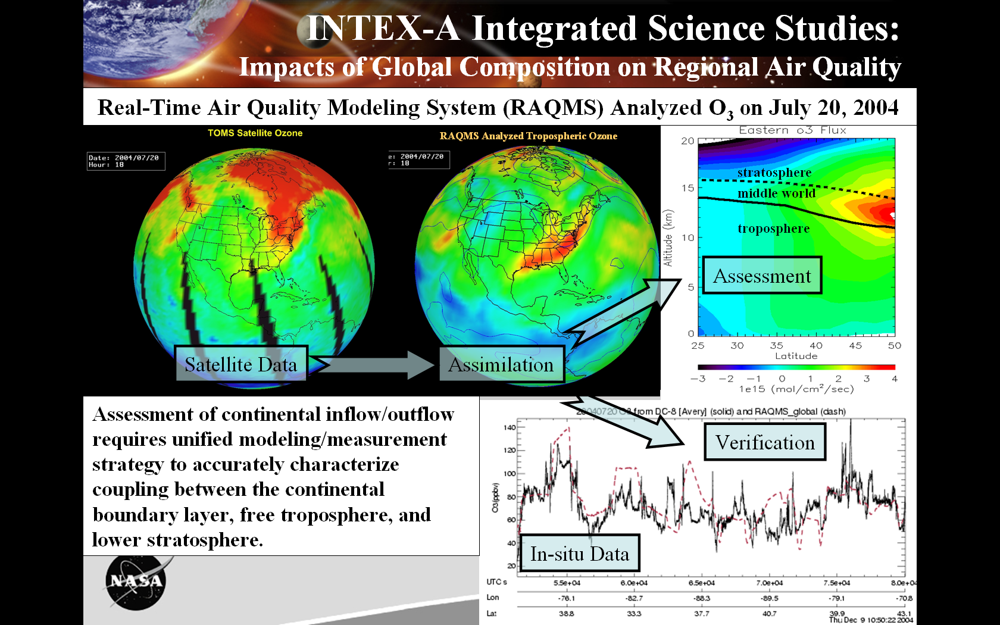 INTEX-A Integrated Science Studies:
Impacts of Global Composition on Regional Air Quality
Real-Time Air Quality Modeling System (RAQMS) Analyzed O3 on July 20, 2004
TOMS Satellite Ozone
Date: 2004/07/20
Hour: 18
RAQMS Analyzed Tropospheric Ozone
e: 2004/07/20
r: 18
Eastern o3 Flux
20
15
10
5
0
Altitude (km)
stratosphere
middle world
troposphere
Assessment
25 30 35 40 45 50
Latitude
-3 -2 -1 0 1 2 3 4
1e15 (mol/cm2/sec)
Satellite Data
Assimilation
Assessment of continental inflow/outflow
requires unified modeling/measurement
strategy to accurately characterize
coupling between the continental
boundary layer, free troposphere, and
lower stratosphere.
NASA
20040720 O3 from DC-8 [Avery] (solid) and RAQMS_global (dash)
Verification
140
120
100
80
60
40
20
O3(ppbv)
In-situ Data
UTC s 5.5e+04 6.0e+04 6.5e+04 7.0e+04 7.5e+04 8.0e+04
Lon -76.1 -82.7 -88.3 -89.5 -79.1 -70.8
Lat 38.8 33.3 37.7 40.7 39.9 43.1
Thu Dec 9 10:50:22 2004